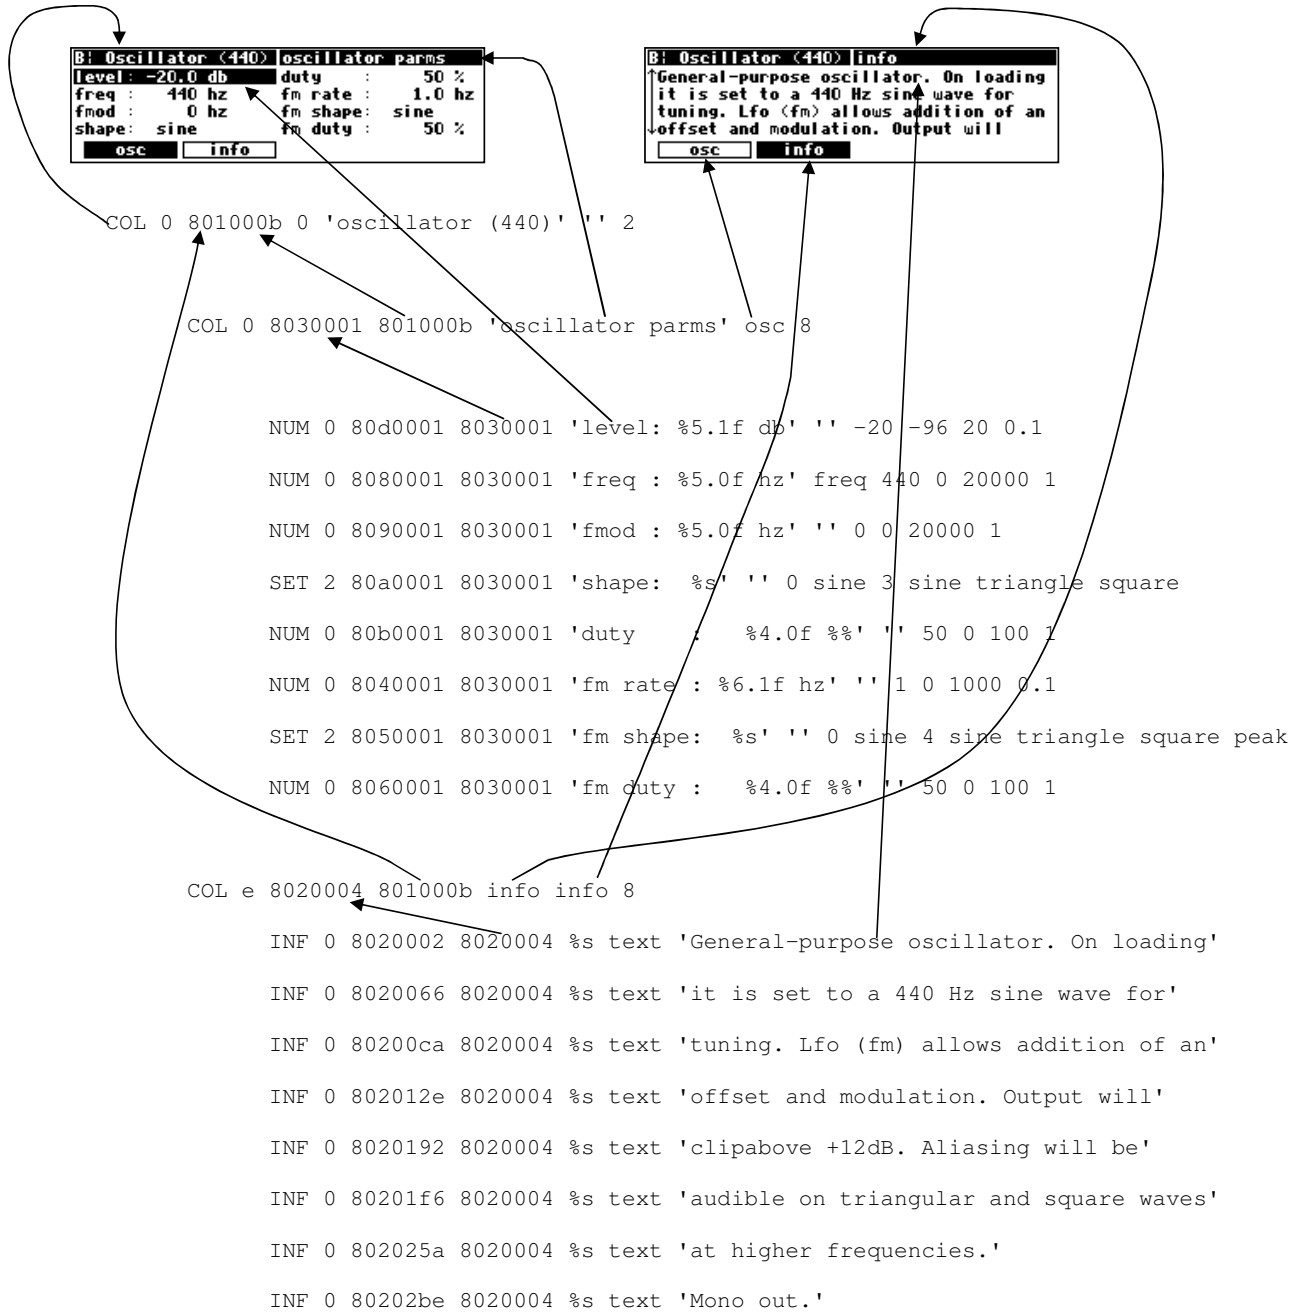 B: Oscillator (440) oscillator parms
level: -20.0 db duty : 50 %
freq : 440 hz fm rate : 1.0 hz
fmod : 0 hz fm shape: sine
shape: sine fm duty : 50 %
osc info
B: Oscillator (440) info
↑General-purpose oscillator. On loading
it is set to a 440 Hz sine wave for
tuning. Lfo (fm) allows addition of an
↓offset and modulation. Output will
osc info
COL 0 801000b 0 'oscillator (440)' '' 2
COL 0 8030001 801000b 'oscillator parms' osc 8
NUM 0 80d0001 8030001 'level: %5.1f db' '' -20 -96 20 0.1
NUM 0 8080001 8030001 'freq : %5.0f hz' freq 440 0 20000 1
NUM 0 8090001 8030001 'fmod : %5.0f hz' '' 0 0 20000 1
SET 2 80a0001 8030001 'shape:  %s' '' 0 sine 3 sine triangle square
NUM 0 80b0001 8030001 'duty    :   %4.0f %%' '' 50 0 100 1
NUM 0 8040001 8030001 'fm rate : %6.1f hz' '' 1 0 1000 0.1
SET 2 8050001 8030001 'fm shape:  %s' '' 0 sine 4 sine triangle square peak
NUM 0 8060001 8030001 'fm duty :   %4.0f %%' '' 50 0 100 1
COL e 8020004 801000b info info 8
INF 0 8020002 8020004 %s text 'General-purpose oscillator. On loading'
INF 0 8020066 8020004 %s text 'it is set to a 440 Hz sine wave for'
INF 0 80200ca 8020004 %s text 'tuning. Lfo (fm) allows addition of an'
INF 0 802012e 8020004 %s text 'offset and modulation. Output will'
INF 0 8020192 8020004 %s text 'clipabove +12dB. Aliasing will be'
INF 0 80201f6 8020004 %s text 'audible on triangular and square waves'
INF 0 802025a 8020004 %s text 'at higher frequencies.'
INF 0 80202be 8020004 %s text 'Mono out.'